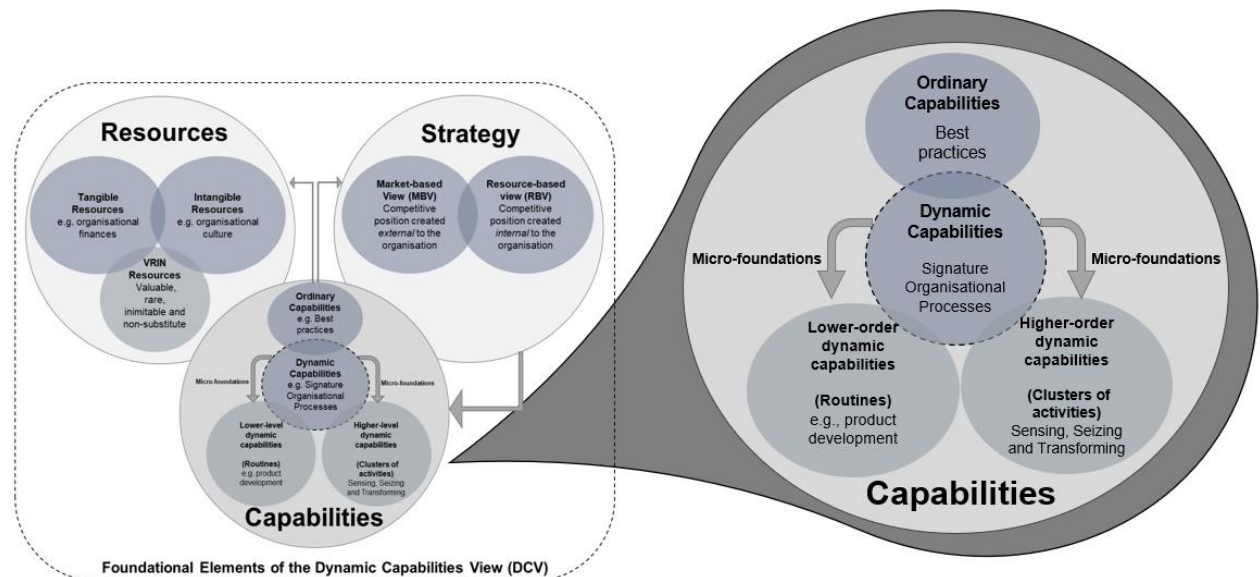 Resources
Tangible
Resources
e.g. organisational
finances
Intangible
Resources
e.g. organisational
culture
VRIN
Resources
Valuable,
rare,
inimitable and
non-substitute
Strategy
Market-based
View (MBV)
Competitive
position created
external to the
organisation
Resource-based
view (RBV)
Competitive
position created
internal to the
organisation
Ordinary
Capabilities
e.g. Best
practices
Dynamic
Capabilities
e.g. Signature
Organisational
Processes
Micro-foundations
Micro-foundations
Lower-level
dynamic
capabilities
(Routines)
e.g. product
development
Higher-level
dynamic
capabilities
(Clusters of
activities)
Sensing, Seizing
and Transforming
Capabilities
Foundational Elements of the Dynamic Capabilities View (DCV)
Ordinary
Capabilities
Best
practices
Dynamic
Capabilities
Signature
Organisational
Processes
Micro-foundations
Micro-foundations
Lower-order
dynamic
capabilities
(Routines)
e.g., product
development
Higher-order
dynamic
capabilities
(Clusters of
activities)
Sensing, Seizing
and Transforming
Capabilities